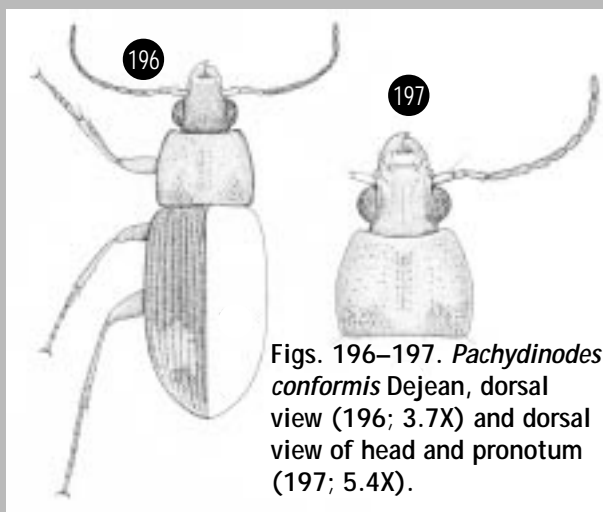 196
197
Figs. 196–197. Pachydinodes
conformis Dejean, dorsal
view (196; 3.7X) and dorsal
view of head and pronotum
(197; 5.4X).